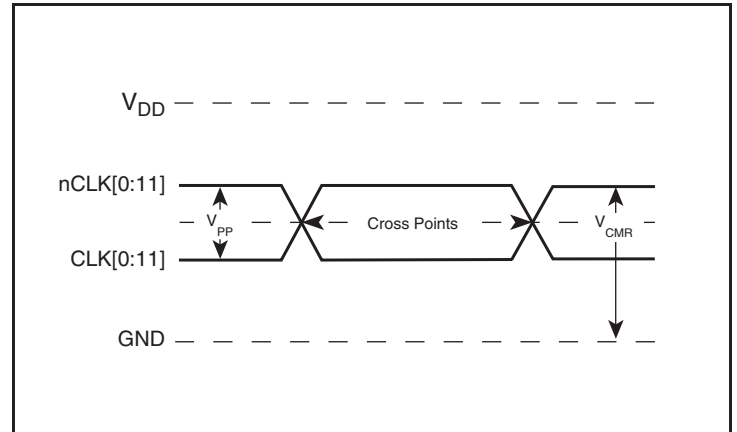 VDD
nCLK[0:11]
VPP
Cross Points
VCMR
CLK[0:11]
GND